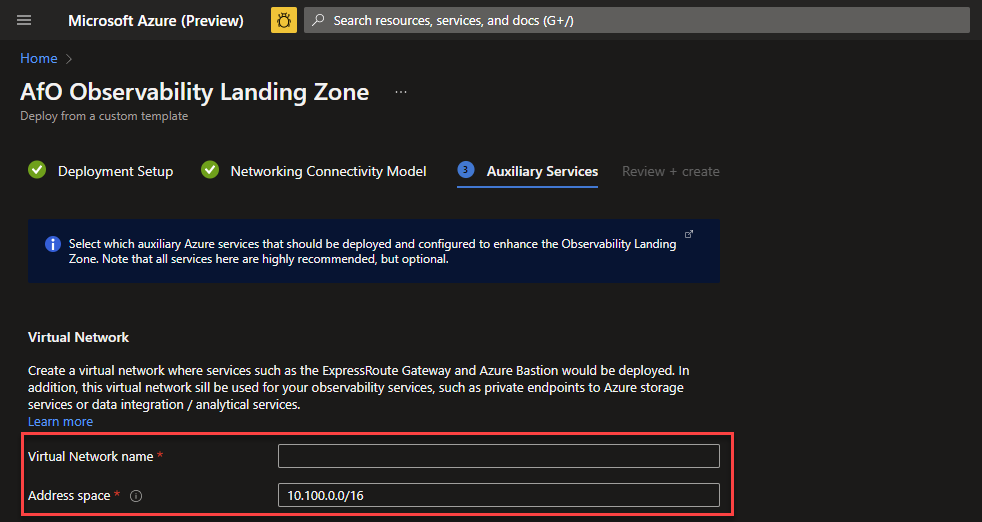 Microsoft Azure (Preview)
Search resources, services, and docs (G+/)
Home
AfO Observability Landing Zone
...
Deploy from a custom template
Deployment Setup
Networking Connectivity Model
3
Auxiliary Services
Review + create
Select which auxiliary Azure services that should be deployed and configured to enhance the Observability Landing
Zone. Note that all services here are highly recommended, but optional.
Virtual Network
Create a virtual network where services such as the ExpressRoute Gateway and Azure Bastion would be deployed. In
addition, this virtual network sill be used for your observability services, such as private endpoints to Azure storage
services or data integration / analytical services.
Learn more
Virtual Network name *
Address space *
10.100.0.0/16